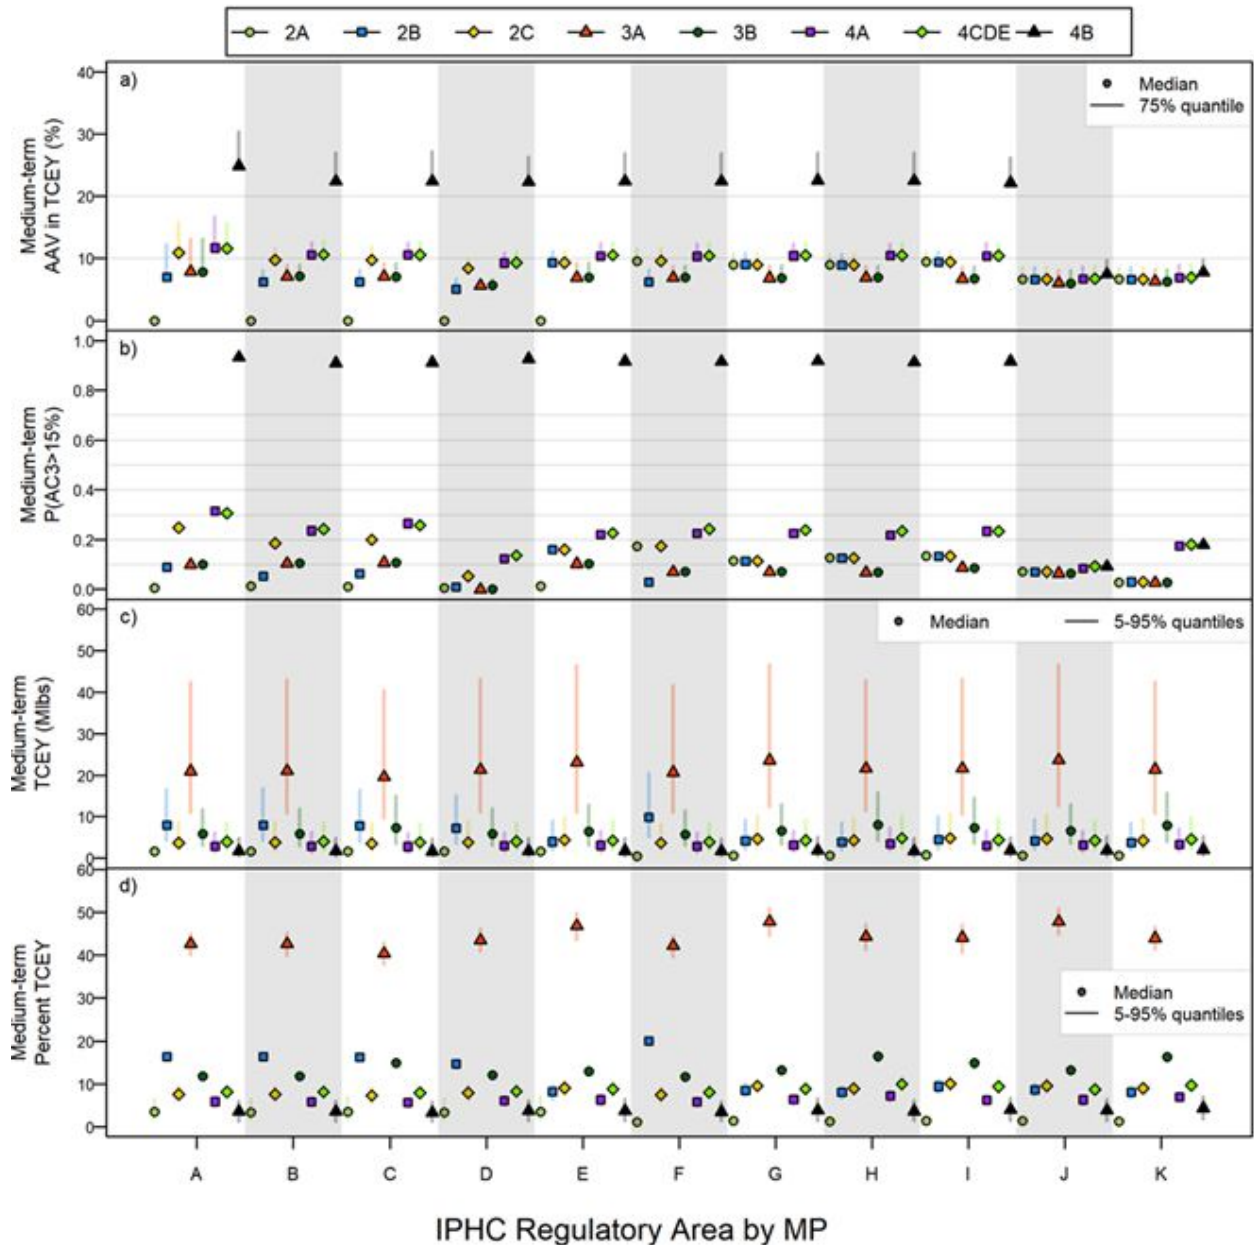 2A 2B 2C 3A 3B 4A 4CDE 4B
a)
Median
75% quantile
Medium-term
AAV in TCEY (%)
40
30
20
10
0
b)
Medium-term
P(AC3>15%)
1.0
0.8
0.6
0.4
0.2
0.0
c)
Median 5-95% quantiles
Medium-term
TCEY (Mlbs)
60
50
40
30
20
10
0
d)
Median
5-95% quantiles
Medium-term
Percent TCEY
60
50
40
30
20
10
0
A B C D E F G H I J K
IPHC Regulatory Area by MP